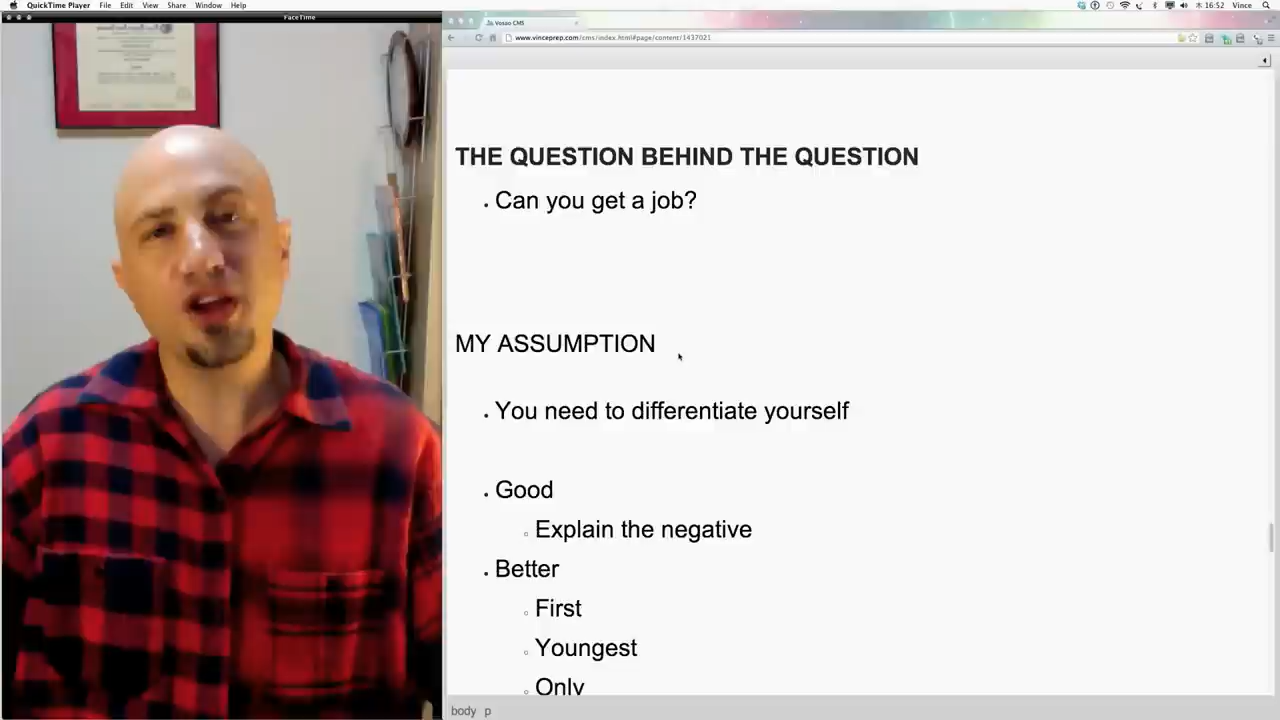 QuickTime Player File Edit View Share Window Help
16:52 Vince
FaceTime
Vosao CMS
www.vinceprep.com/cms/index.html#page/content/1437021
THE QUESTION BEHIND THE QUESTION
Can you get a job?
MY ASSUMPTION
You need to differentiate yourself
Good
Explain the negative
Better
First
Youngest
Only
body p